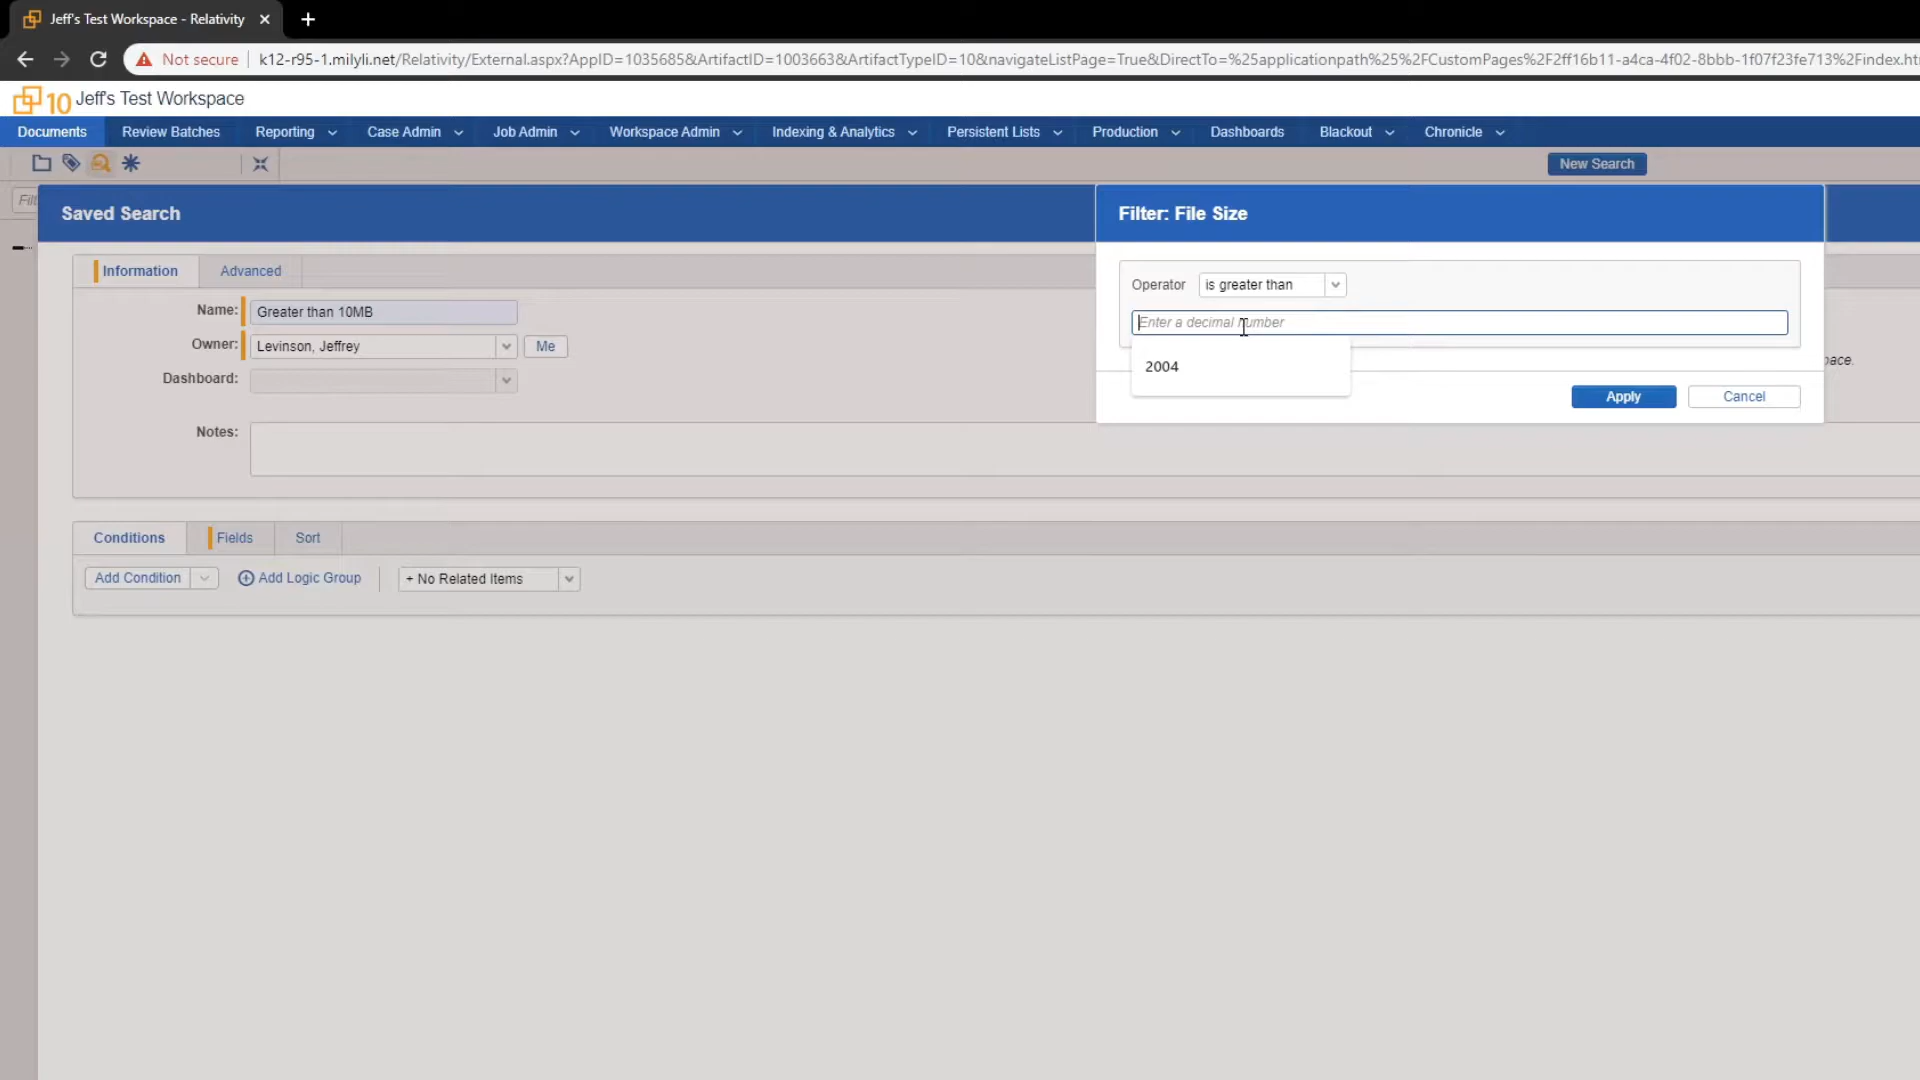 Jeff's Test Workspace - Relativity
Not secure k12-r95-1.milyli.net/Relativity/External.aspx?AppID=1035685&ArtifactID=1003663&ArtifactTypeID=10&navigateListPage=True&DirectTo=%25applicationpath%25%2FCustomPages%2F2ff16b11-a4ca-4f02-8bbb-1f07f23fe713%2Findex.ht
10 Jeff's Test Workspace
Documents Review Batches Reporting Case Admin Job Admin Workspace Admin Indexing & Analytics Persistent Lists Production Dashboards Blackout Chronicle
New Search
Saved Search
Filter: File Size
Information Advanced
Operator is greater than
Name: Greater than 10MB
Enter a decimal number
Owner: Levinson, Jeffrey Me
2004
Dashboard:
Apply Cancel
Notes:
Conditions Fields Sort
Add Condition Add Logic Group + No Related Items